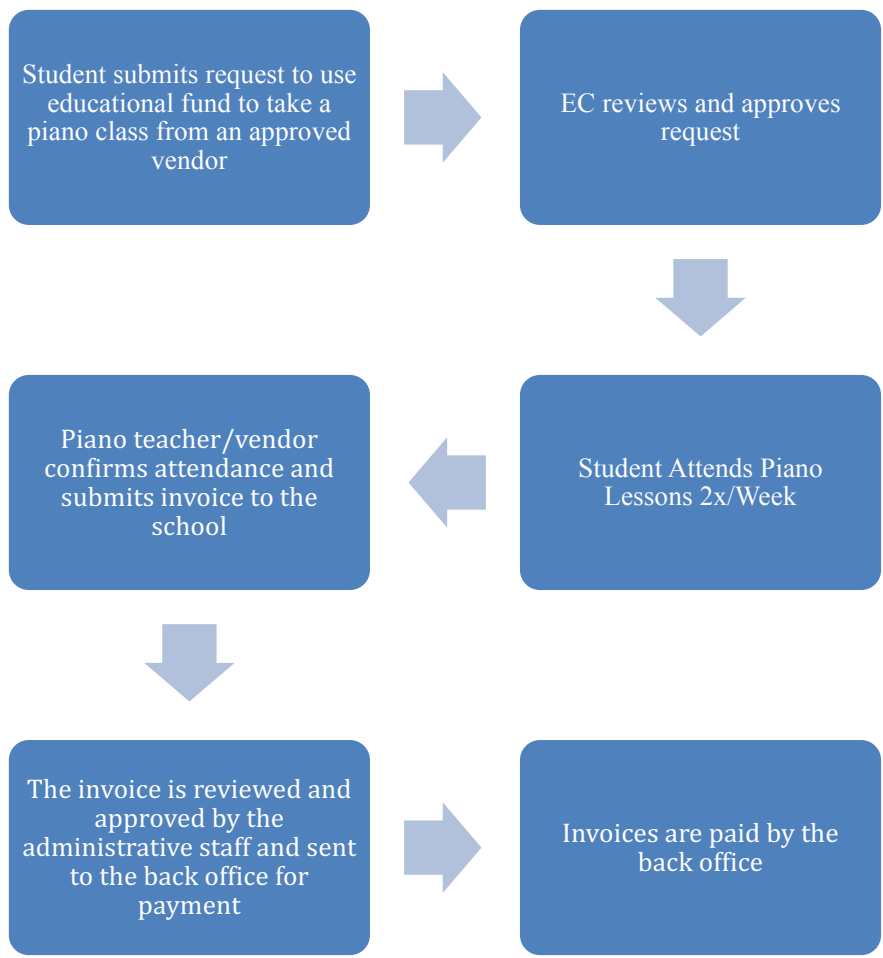 Student submits request to use
educational fund to take a
piano class from an approved
vendor
EC reviews and approves
request
Student Attends Piano
Lessons 2x/Week
Piano teacher/vendor
confirms attendance and
submits invoice to the
school
The invoice is reviewed and
approved by the
administrative staff and sent
to the back office for
payment
Invoices are paid by the
back office